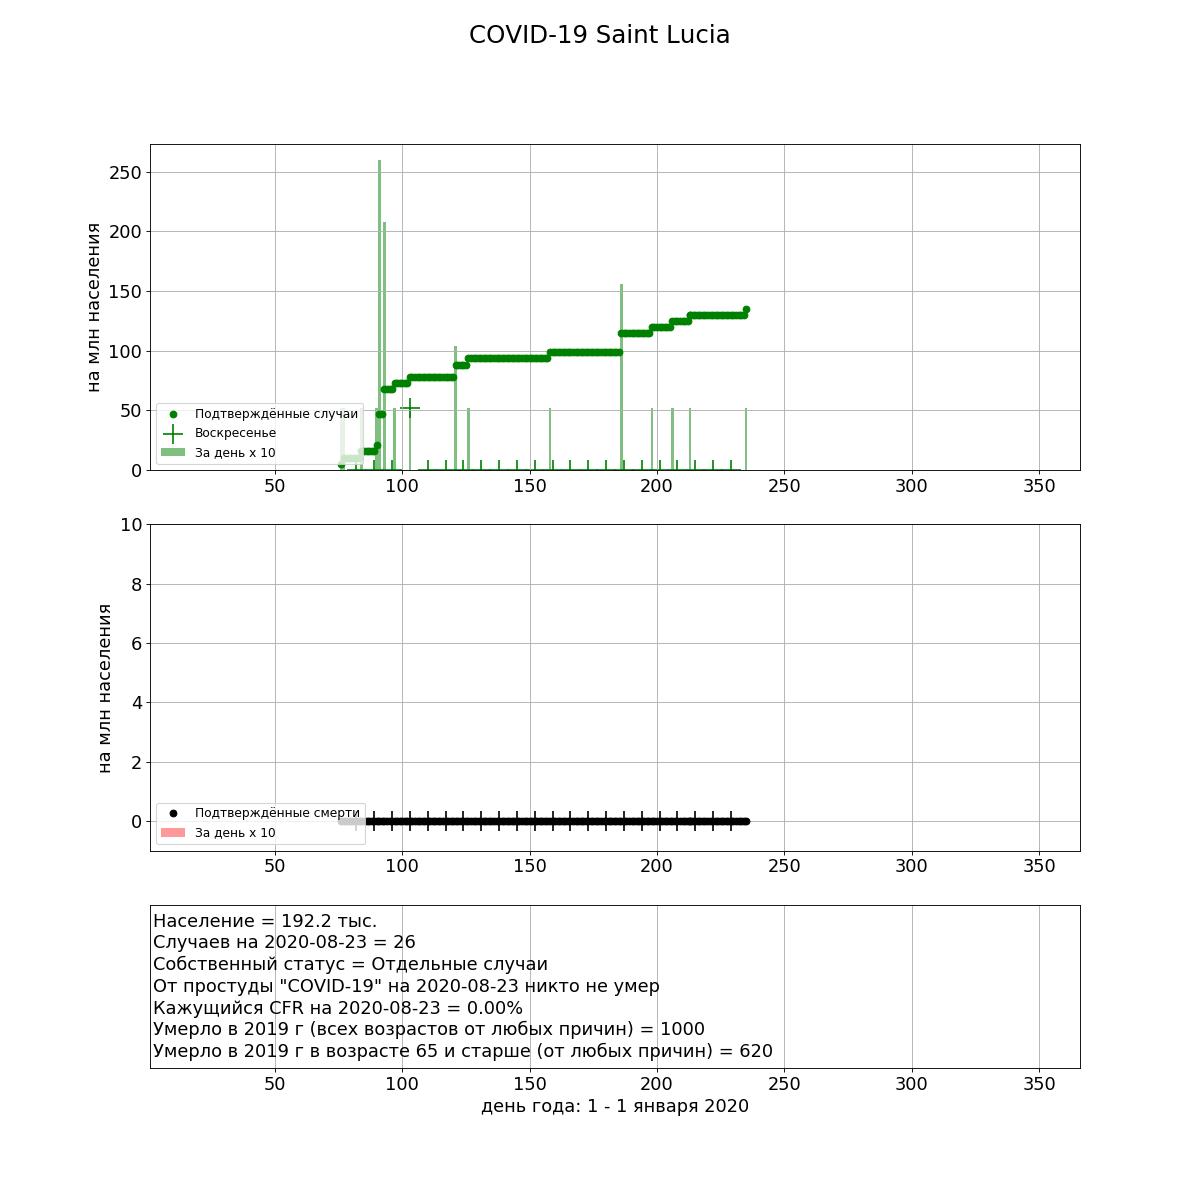 COVID-19 Saint Lucia
на млн населения
250
200
150
100
50
0
Подтверждённые случаи
Воскресенье
За день x 10
50 100 150 200 250 300 350
на млн населения
10
8
6
4
2
0
Подтверждённые смерти
За день x 10
50 100 150 200 250 300 350
Население = 192.2 тыс.
Случаев на 2020-08-23 = 26
Собственный статус = Отдельные случаи
От простуды "COVID-19" на 2020-08-23 никто не умер
Кажущийся CFR на 2020-08-23 = 0.00%
Умерло в 2019 г (всех возрастов от любых причин) = 1000
Умерло в 2019 г в возрасте 65 и старше (от любых причин) = 620
50 100 150 200 250 300 350
день года: 1 - 1 января 2020